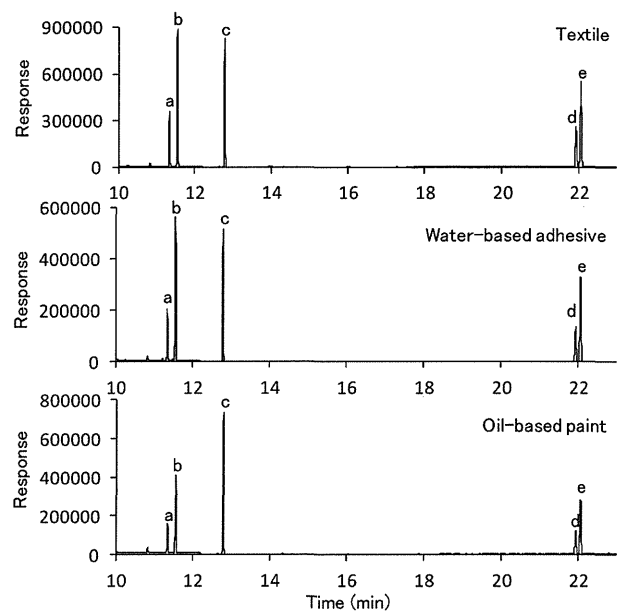 900000
600000
300000
0
Response
a
b
c
d
e
Textile
10
12
14
16
18
20
22
600000
400000
200000
0
Response
a
b
c
d
e
Water-based adhesive
10
12
14
16
18
20
22
800000
600000
400000
200000
0
Response
a
b
c
d
e
Oil-based paint
10
12
14
16
18
20
22
Time (min)